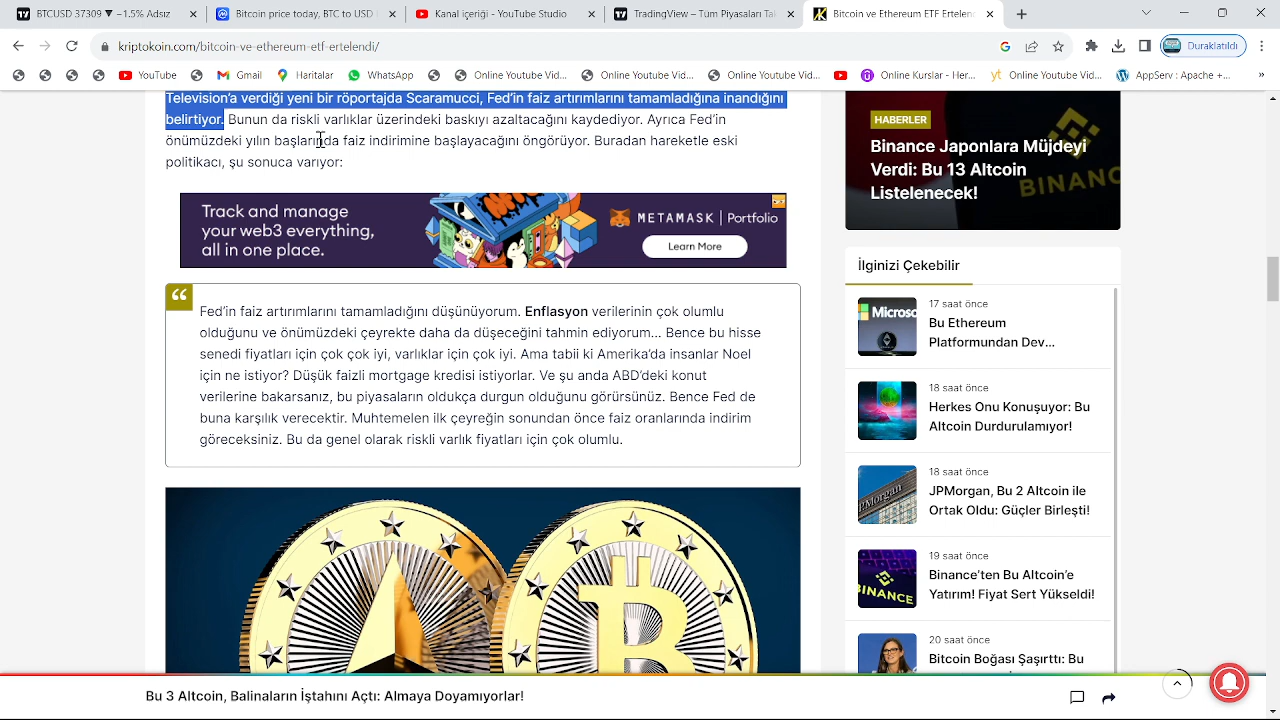 BTCUSD 37309 ▼ −1.5% Adsız
Bitcoin price today, BTC to USD
Kanal içeriği - YouTube Studio
TradingView – Tüm Piyasaları Tak
Bitcoin ve Ethereum ETF Ertelen
kriptokoin.com/bitcoin-ve-ethereum-etf-ertelendi/
Duraklatıldı
YouTube
Gmail
Haritalar
WhatsApp
Online Youtube Vid...
Online Youtube Vid...
Online Youtube Vid...
Online Kurslar - Her...
Online Youtube Vid...
AppServ : Apache +...
Television’a verdiği yeni bir röportajda Scaramucci, Fed’in faiz artırımlarını tamamladığına inandığını
belirtiyor. Bunun da riskli varlıklar üzerindeki baskıyı azaltacağını kaydediyor. Ayrıca Fed’in
önümüzdeki yılın başlarında faiz indirimine başlayacağını öngörüyor. Buradan hareketle eski
politikacı, şu sonuca varıyor:
Track and manage
your web3 everything,
all in one place.
METAMASK | Portfolio
Learn More
Fed’in faiz artırımlarını tamamladığını düşünüyorum. Enflasyon verilerinin çok olumlu
olduğunu ve önümüzdeki çeyrekte daha da düşeceğini tahmin ediyorum… Bence bu hisse
senedi fiyatları için çok çok iyi, varlıklar için çok iyi. Ama tabii ki Amerika’da insanlar Noel
için ne istiyor? Düşük faizli mortgage kredisi istiyorlar. Ve şu anda ABD’deki konut
verilerine bakarsanız, bu piyasaların oldukça durgun olduğunu görürsünüz. Bence Fed de
buna karşılık verecektir. Muhtemelen ilk çeyreğin sonundan önce faiz oranlarında indirim
göreceksiniz. Bu da genel olarak riskli varlık fiyatları için çok olumlu.
HABERLER
Binance Japonlara Müjdeyi
Verdi: Bu 13 Altcoin
Listelenecek!
BINANC
İlginizi Çekebilir
Microso
17 saat önce
Bu Ethereum
Platformundan Dev...
18 saat önce
Herkes Onu Konuşuyor: Bu
Altcoin Durdurulamıyor!
JPMorgan
18 saat önce
JPMorgan, Bu 2 Altcoin ile
Ortak Oldu: Güçler Birleşti!
BINANCE
19 saat önce
Binance’ten Bu Altcoin’e
Yatırım! Fiyat Sert Yükseldi!
20 saat önce
Bitcoin Boğası Şaşırttı: Bu
Bu 3 Altcoin, Balinaların İştahını Açtı: Almaya Doyamıyorlar!